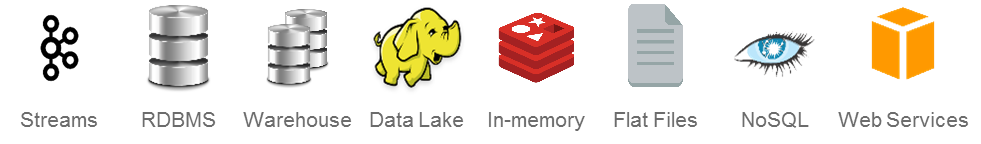 Streams RDBMS Warehouse Data Lake In-memory Flat Files NoSQL Web Services